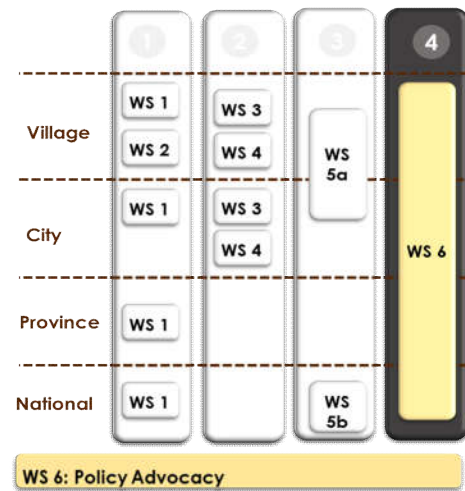 1 2 3 4
Village
WS 1
WS 3
WS 2
WS 4
WS
5a
City
WS 1
WS 3
WS 4
WS 6
Province
WS 1
National
WS 1
WS
5b
WS 6: Policy Advocacy